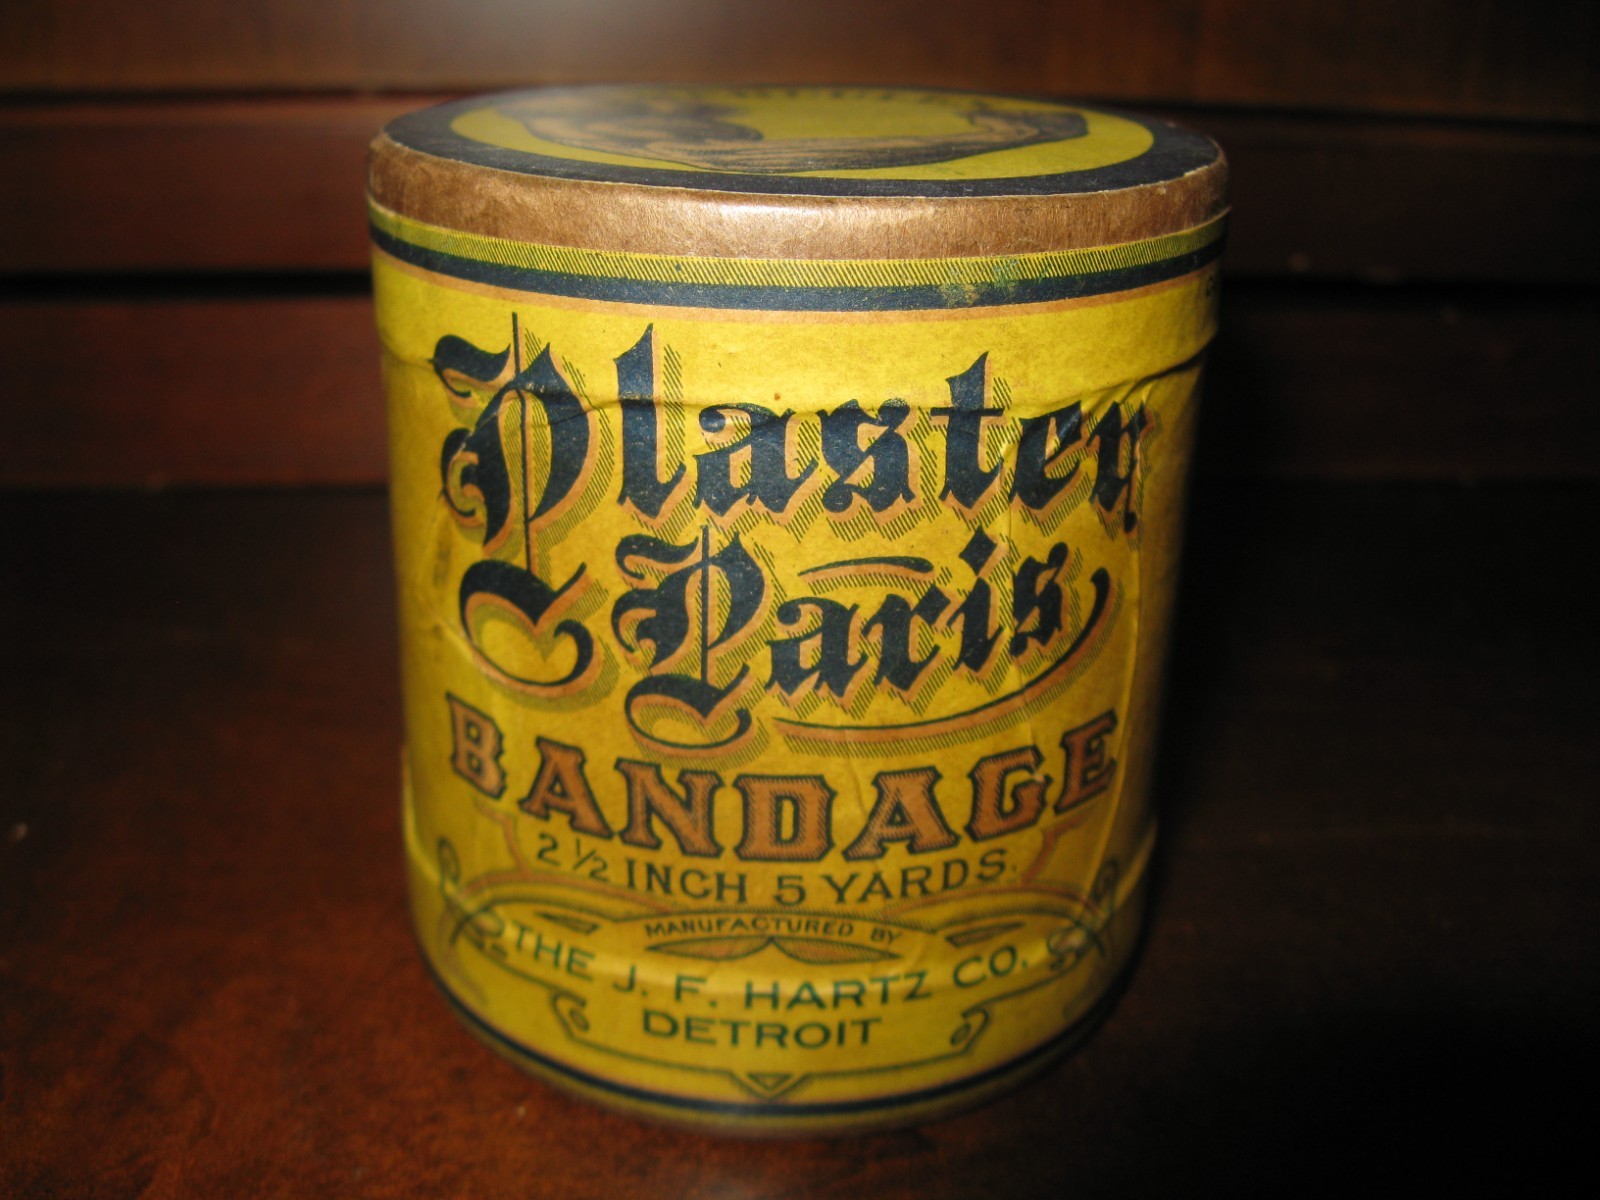 Plaster
Paris
BANDAGE
2 ½ INCH 5 YARDS.
MANUFACTURED BY
THE J. F. HARTZ CO.
DETROIT